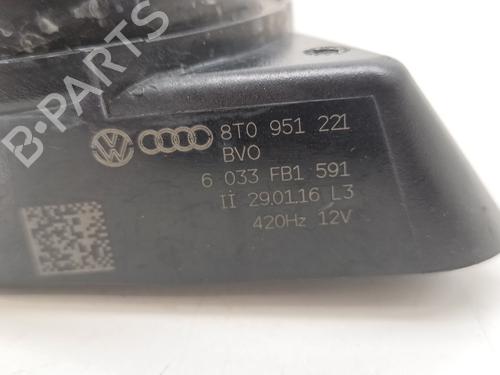 B-PARTS
8T0 951 221
BVO
6 033 FB1 591
II 29.01.16 L3
420Hz 12V